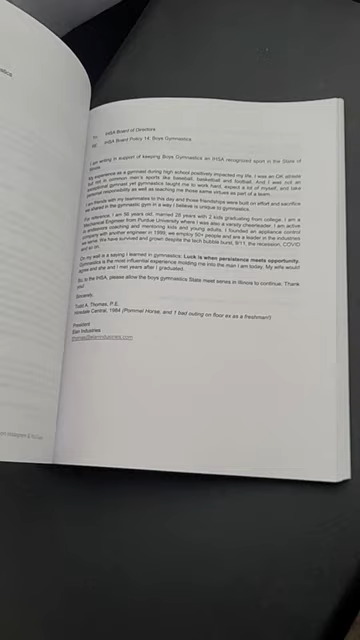 To: IHSA Board of Directors
RE: IHSA Board Policy 14: Boys Gymnastics
I am writing in support of keeping Boys Gymnastics an IHSA recognized sport in the State of
Illinois.
My experience as a gymnast during high school positively impacted my life. I was an OK athlete
but not in common men's sports like baseball, basketball and football. And I was not an
exceptional gymnast yet gymnastics taught me to work hard, expect a lot of myself, and take
personal responsibility as well as teaching me those same virtues as part of a team.
I am friends with my teammates to this day and those friendships were built on effort and sacrifice
we shared in the gymnastic gym in a way I believe is unique to gymnastics.
For reference, I am 56 years old, married 28 years with 2 kids graduating from college. I am a
Mechanical Engineer from Purdue University where I was also a varsity cheerleader. I am active
in endeavors coaching and mentoring kids and young adults. I founded an appliance control
company with another engineer in 1999; we employ 50+ people and are a leader in the industries
we serve. We have survived and grown despite the tech bubble burst, 9/11, the recession, COVID
and so on.
On my wall is a saying I learned in gymnastics: Luck is when persistence meets opportunity.
Gymnastics is the most influential experience molding me into the man I am today. My wife would
agree and she and I met years after I graduated.
So, to the IHSA, please allow the boys gymnastics State meet series in Illinois to continue. Thank
you!
Sincerely,
Todd A. Thomas, P.E.
Hinsdale Central, 1984 (Pommel Horse, and 1 bad outing on floor ex as a freshman!)
President
Elan Industries